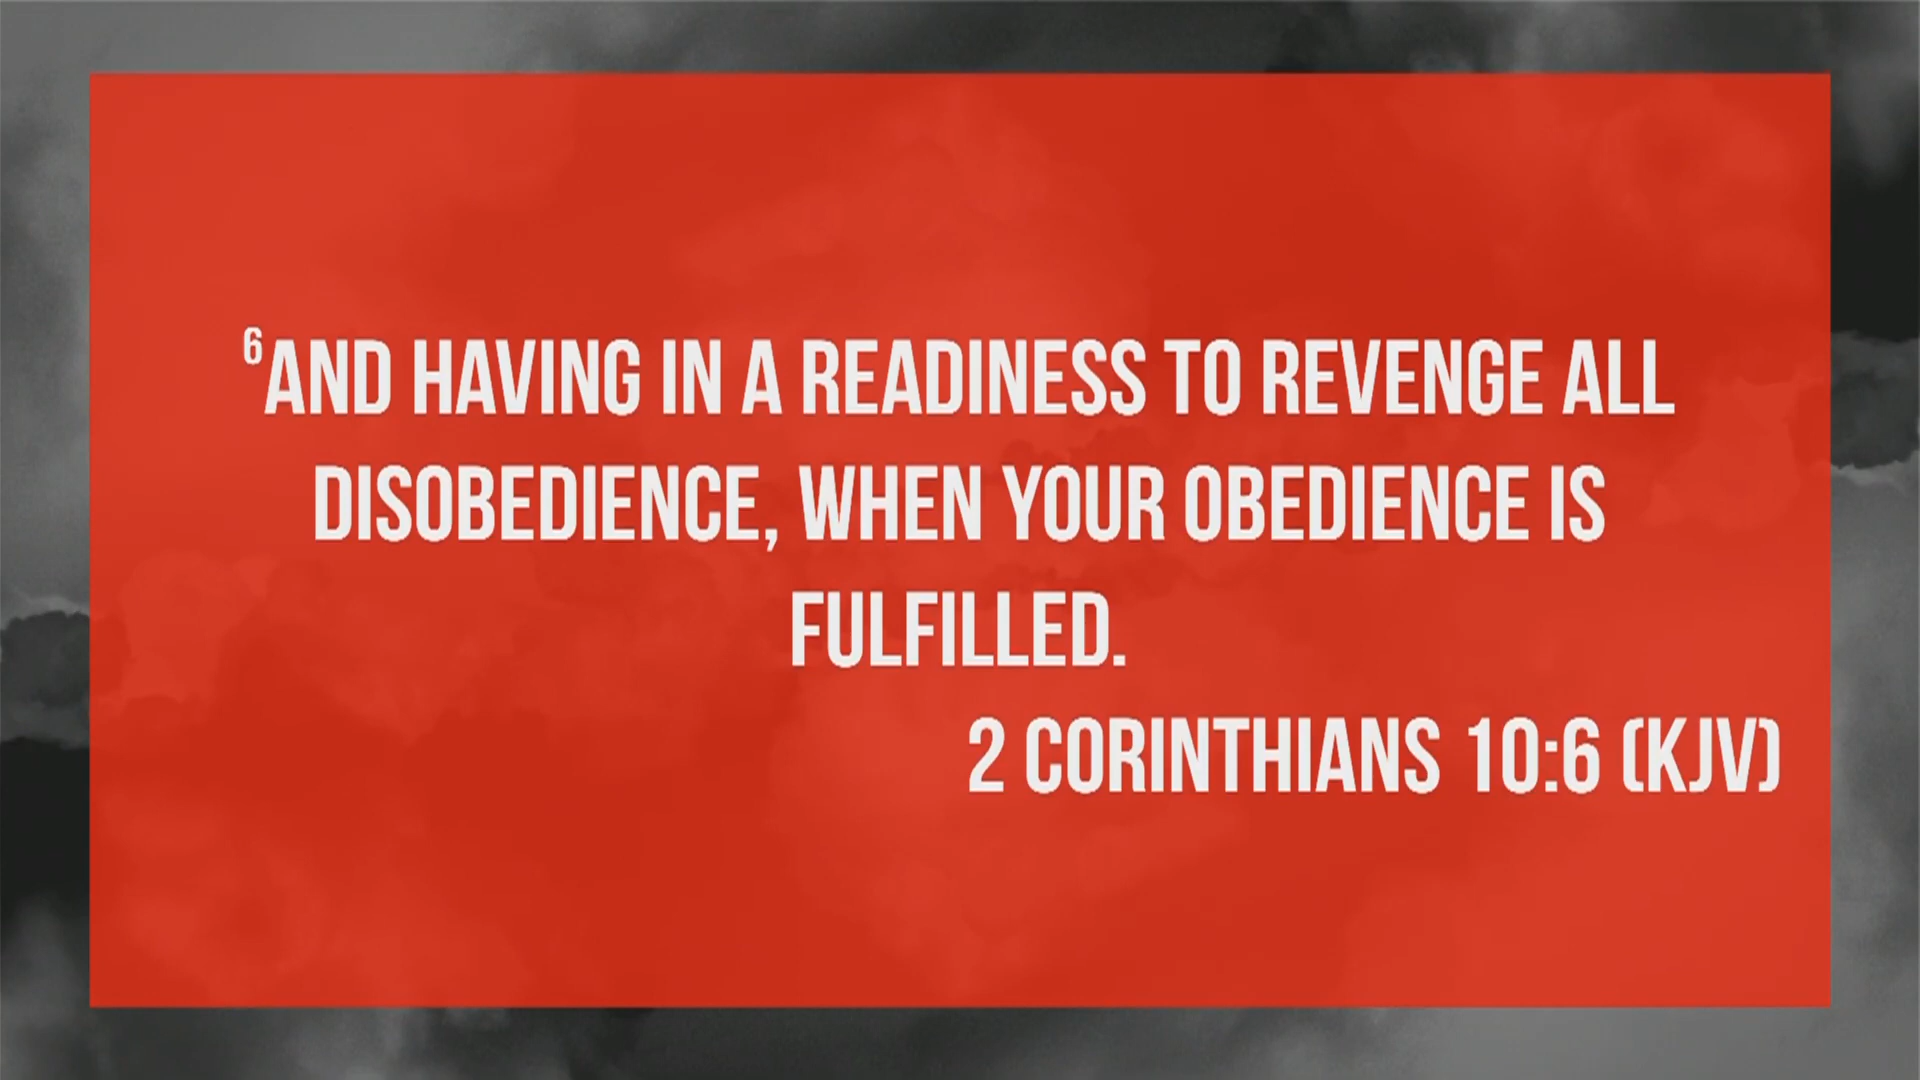 ⁶AND HAVING IN A READINESS TO REVENGE ALL
DISOBEDIENCE, WHEN YOUR OBEDIENCE IS
FULFILLED.
2 CORINTHIANS 10:6 (KJV)